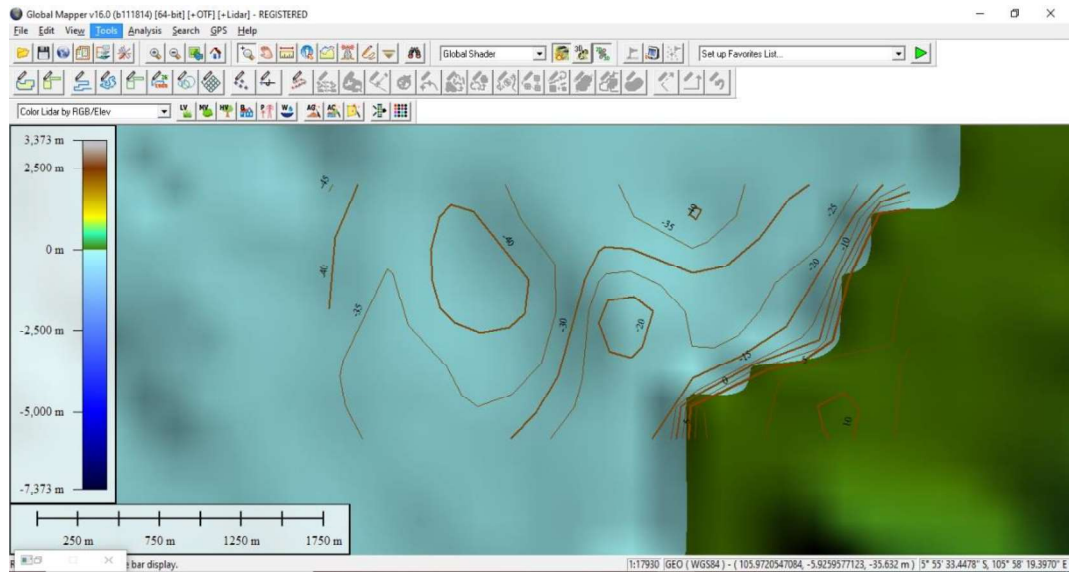 Global Mapper v16.0 (b111814) [64-bit] [+OTF] [+Lidar] - REGISTERED
File Edit View Tools Analysis Search GPS Help
Global Shader
Set up Favorites List...
Color Lidar by RGB/Elev
3,373 m
2,500 m
0 m
-2,500 m
-5,000 m
-7,373 m
-45
-40
-35
-40
-30
-20
-35
-25
-10
-20
-15
0
5
10
250 m 750 m 1250 m 1750 m
bar display.
1:17930 GEO ( WGS84 ) - ( 105.9720547084, -5.9259577123, -35.632 m ) 5° 55' 33.4478" S, 105° 58' 19.3970" E